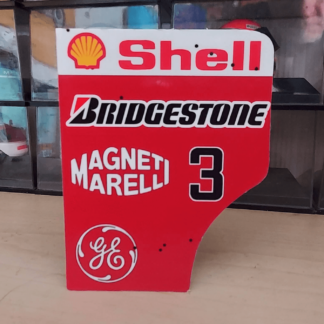 Shell
BRIDGESTONE
MAGNETI
MARELLI
3
GE